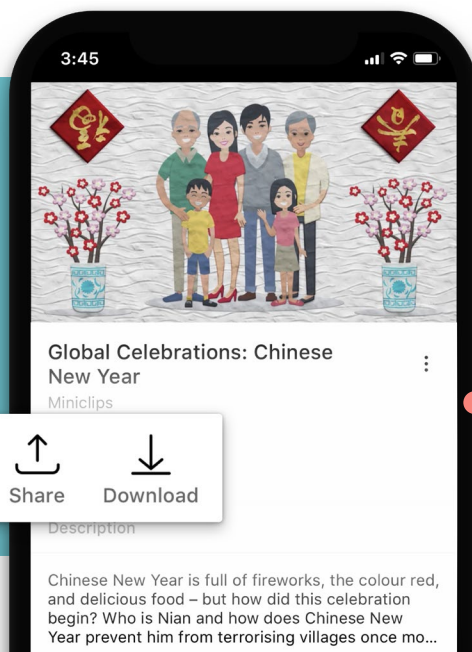 3:45
福 春
Global Celebrations: Chinese
New Year
Miniclips
Share Download
Description
Chinese New Year is full of fireworks, the colour red,
and delicious food – but how did this celebration
begin? Who is Nian and how does Chinese New
Year prevent him from terrorising villages once mo...